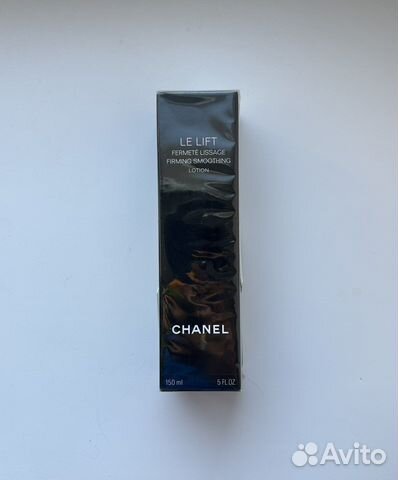 LE LIFT
FERMETÉ LISSAGE
FIRMING SMOOTHING
LOTION
CHANEL
150 ml 5 FL.OZ.
Avito